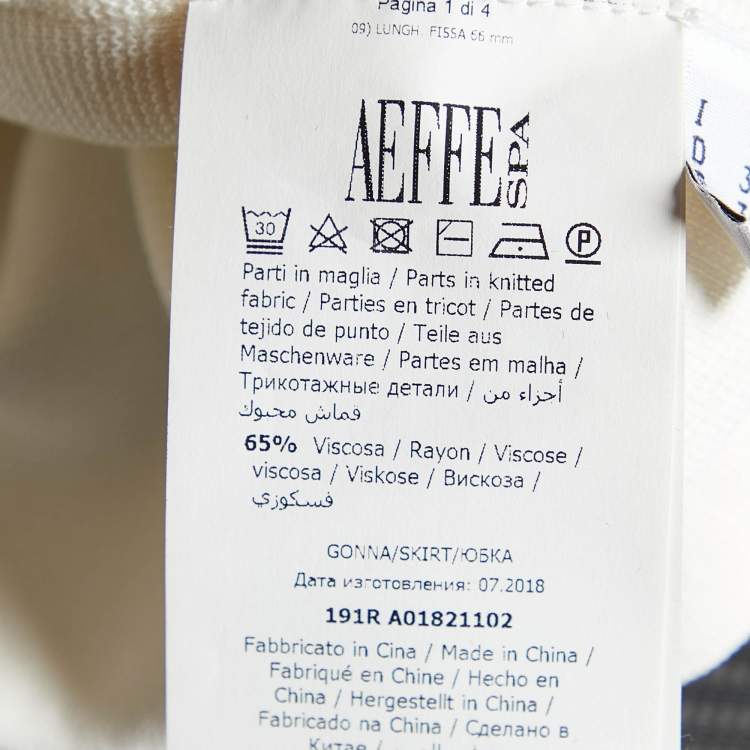 Pagina 1 di 4
09) LUNGH. FISSA 66 mm
AEFFE SPA
30
P
Parti in maglia / Parts in knitted
fabric / Parties en tricot / Partes de
tejido de punto / Teile aus
Maschenware / Partes em malha /
Трикотажные детали / أجزاء من
قماش محبوك
65% Viscosa / Rayon / Viscose /
viscosa / Viskose / Вискоза /
فسكوزي
GONNA/SKIRT/ЮБКА
Дата изготовления: 07.2018
191R A01821102
Fabbricato in Cina / Made in China /
Fabriqué en Chine / Hecho en
China / Hergestellt in China /
Fabricado na China / Сделано в
Китае /